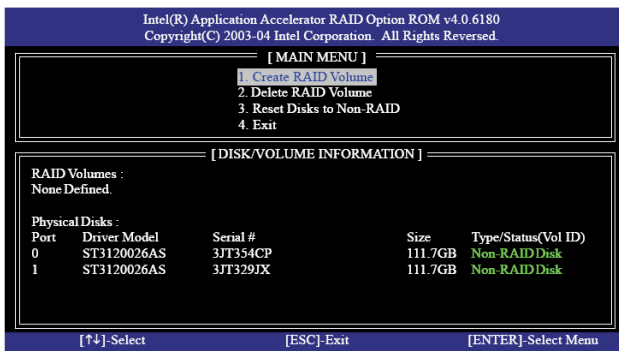 Intel(R) Application Accelerator RAID Option ROM v4.0.6180
Copyright(C) 2003-04 Intel Corporation. All Rights Reversed.
[ MAIN MENU ]
1. Create RAID Volume
2. Delete RAID Volume
3. Reset Disks to Non-RAID
4. Exit
[ DISK/VOLUME INFORMATION ]
RAID Volumes :
None Defined.
Physical Disks :
Port Driver Model Serial # Size Type/Status(Vol ID)
0 ST3120026AS 3JT354CP 111.7GB Non-RAID Disk
1 ST3120026AS 3JT329JX 111.7GB Non-RAID Disk
[↑↓]-Select [ESC]-Exit [ENTER]-Select Menu